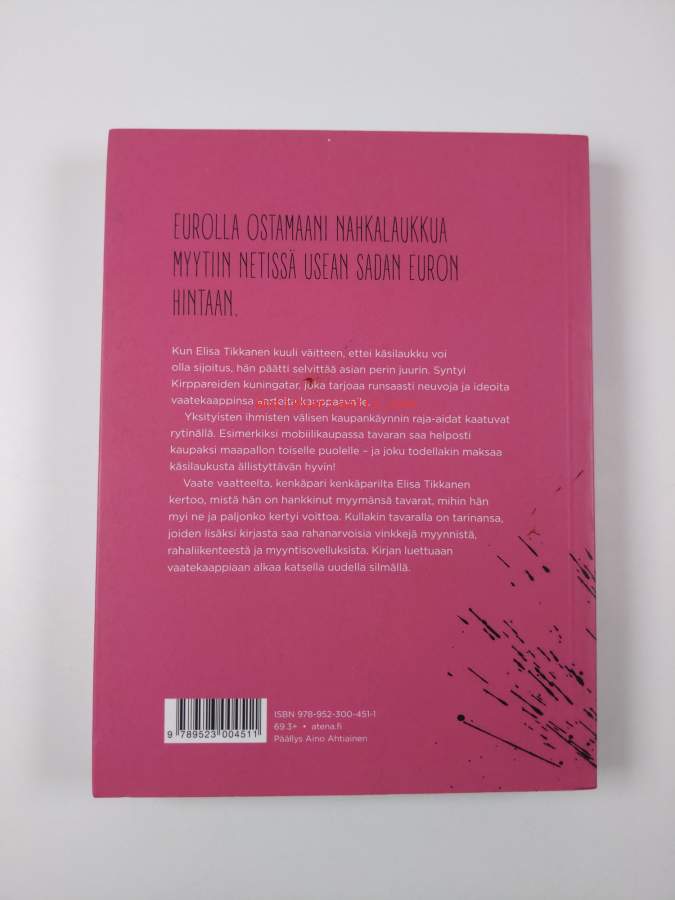 EUROLLA OSTAMAANI NAHKALAUKKUA
MYYTIIN NETISSÄ USEAN SADAN EURON
HINTAAN.
Kun Elisa Tikkanen kuuli väitteen, ettei käsilaukku voi
olla sijoitus, hän päätti selvittää asian perin juurin. Syntyi
Kirppareiden kuningatar, joka tarjoaa runsaasti neuvoja ja ideoita
vaatekaappinsa
Yksityisten ihmisten välisen kaupankäynnin raja-aidat kaatuvat
rytinällä. Esimerkiksi mobiilikaupassa tavaran saa helposti
kaupaksi maapallon toiselle puolelle – ja joku todellakin maksaa
käsilaukusta ällistyttävän hyvin!
Vaate vaatteelta, kenkäpari kenkäparilta Elisa Tikkanen
kertoo, mistä hän on hankkinut myymänsä tavarat, mihin hän
myi ne ja paljonko kertyi voittoa. Kullakin tavaralla on tarinansa,
joiden lisäksi kirjasta saa rahanarvoisia vinkkejä myynnistä,
rahaliikenteestä ja myyntisovelluksista. Kirjan luettuaan
vaatekaappiaan alkaa katsella uudella silmällä.
ISBN 978-952-300-451-1
69.3+ • atena.fi
Päällys Aino Ahtiainen
9 789523 004511